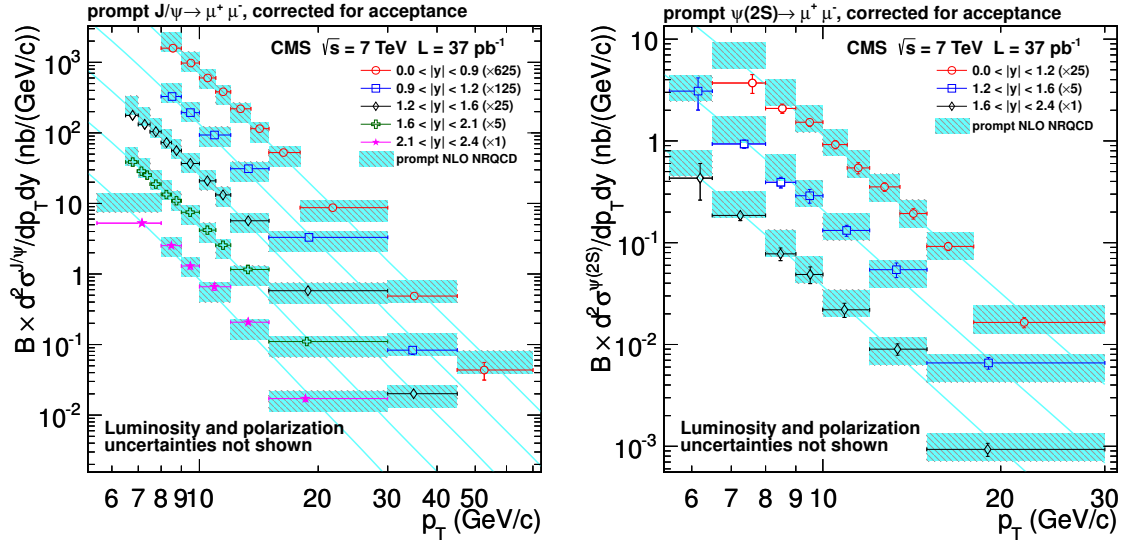 prompt J/ψ→ μ⁺ μ⁻, corrected for acceptance
CMS √s = 7 TeV L = 37 pb⁻¹
0.0 < |y| < 0.9 (×625)
0.9 < |y| < 1.2 (×125)
1.2 < |y| < 1.6 (×25)
1.6 < |y| < 2.1 (×5)
2.1 < |y| < 2.4 (×1)
prompt NLO NRQCD
B × d²σ^J/ψ/dp_T dy (nb/(GeV/c))
10³
10²
10
1
10⁻¹
10⁻²
Luminosity and polarization
uncertainties not shown
6 7 8 9 10 20 30 40 50
p_T (GeV/c)
prompt ψ(2S)→ μ⁺ μ⁻, corrected for acceptance
CMS √s = 7 TeV L = 37 pb⁻¹
0.0 < |y| < 1.2 (×25)
1.2 < |y| < 1.6 (×5)
1.6 < |y| < 2.4 (×1)
prompt NLO NRQCD
B × d²σ^ψ(2S)/dp_T dy (nb/(GeV/c))
10
1
10⁻¹
10⁻²
10⁻³
Luminosity and polarization
uncertainties not shown
6 7 8 9 10 20 30
p_T (GeV/c)